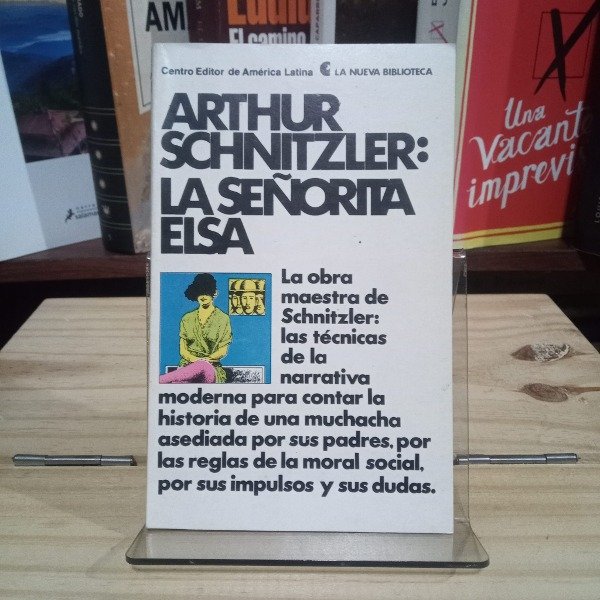 Centro Editor de América Latina LA NUEVA BIBLIOTECA
ARTHUR
SCHNITZLER:
LA SEÑORITA
ELSA
La obra
maestra de
Schnitzler:
las técnicas
de la
narrativa
moderna para contar la
historia de una muchacha
asediada por sus padres, por
las reglas de la moral social,
por sus impulsos y sus dudas.
AM
El camino
Una
Vacante
imprevis